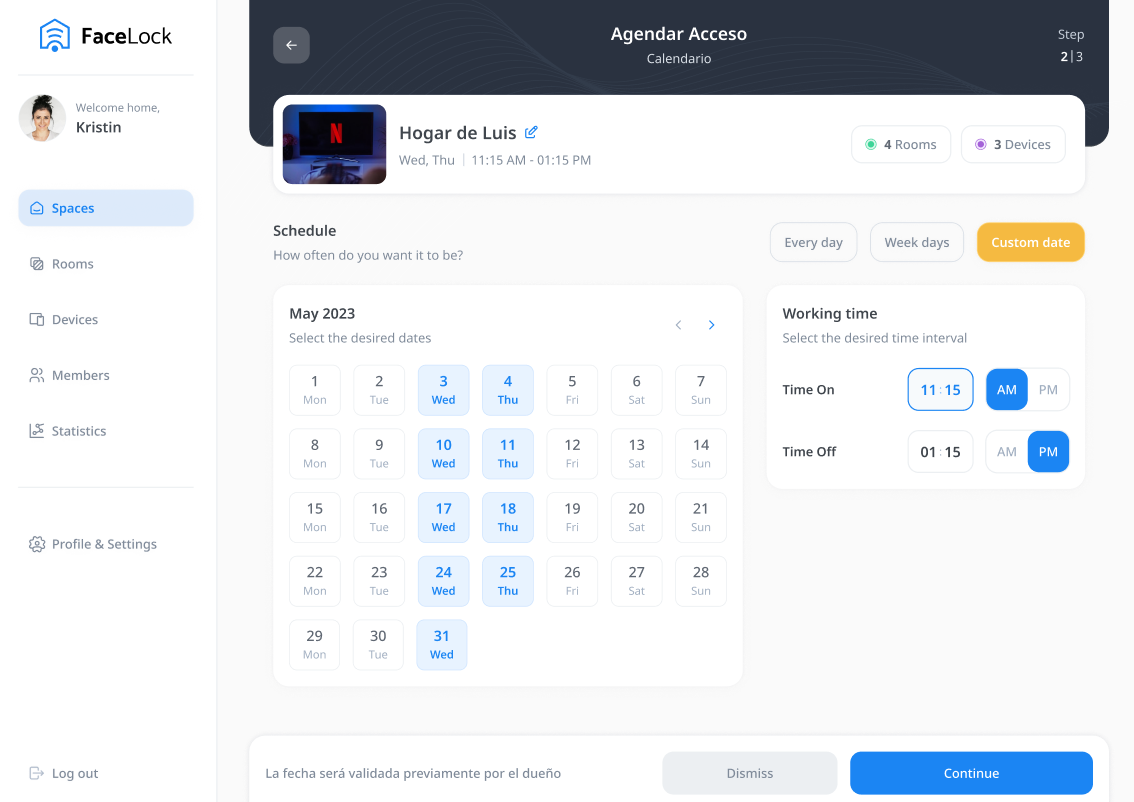 FaceLock
Welcome home,
Kristin
Spaces
Rooms
Devices
Members
Statistics
Profile & Settings
Log out
Agendar Acceso
Calendario
Step
2|3
N
Hogar de Luis
Wed, Thu | 11:15 AM - 01:15 PM
4 Rooms
3 Devices
Schedule
How often do you want it to be?
Every day
Week days
Custom date
May 2023
Select the desired dates
1 2 3 4 5 6 7
Mon Tue Wed Thu Fri Sat Sun
8 9 10 11 12 13 14
Mon Tue Wed Thu Fri Sat Sun
15 16 17 18 19 20 21
Mon Tue Wed Thu Fri Sat Sun
22 23 24 25 26 27 28
Mon Tue Wed Thu Fri Sat Sun
29 30 31
Mon Tue Wed
Working time
Select the desired time interval
Time On 11:15 AM PM
Time Off 01:15 AM PM
La fecha será validada previamente por el dueño
Dismiss
Continue